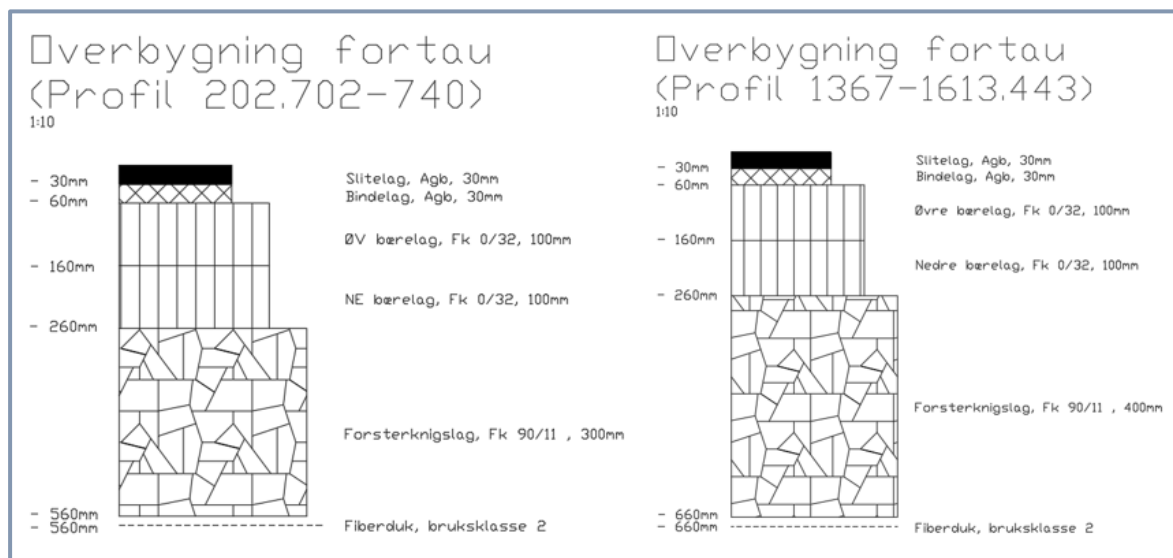 Overbygning fortau
(Profil 202.702-740)
1:10
- 30mm
- 60mm
- 160mm
- 260mm
- 560mm
- 560mm
Slitelag, Agb, 30mm
Bindelag, Agb, 30mm
ØV bærelag, Fk 0/32, 100mm
NE bærelag, Fk 0/32, 100mm
Forsterknigslag, Fk 90/11 , 300mm
Fiberduk, bruksklasse 2
Overbygning fortau
(Profil 1367-1613.443)
1:10
- 30mm
- 60mm
- 160mm
- 260mm
- 660mm
- 660mm
Slitelag, Agb, 30mm
Bindelag, Agb, 30mm
Øvre bærelag, Fk 0/32, 100mm
Nedre bærelag, Fk 0/32, 100mm
Forsterknigslag, Fk 90/11 , 400mm
Fiberduk, bruksklasse 2